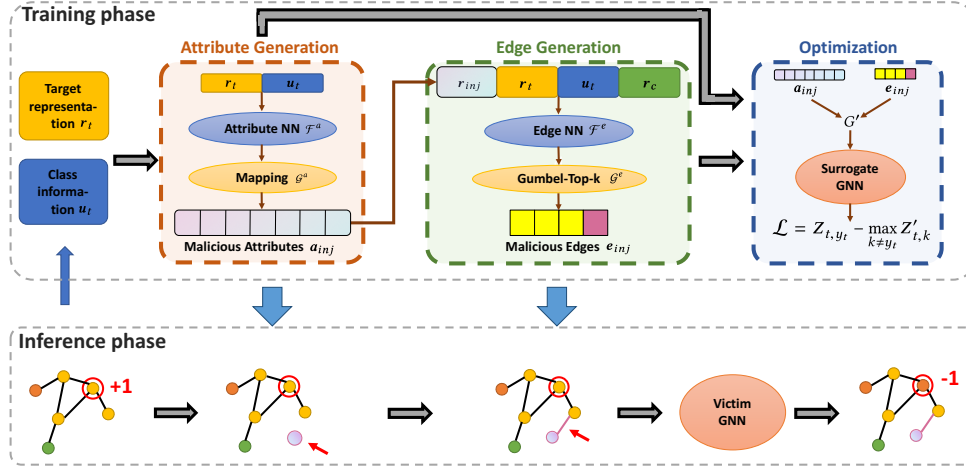 Training phase
Attribute Generation
Edge Generation
Optimization
Target
representa-
tion r_t
Class
informa-
tion u_t
r_t
u_t
Attribute NN ℱ^a
Mapping 𝒢^a
Malicious Attributes a_inj
r_inj
r_t
u_t
r_c
Edge NN ℱ^e
Gumbel-Top-k 𝒢^e
Malicious Edges e_inj
a_inj
e_inj
G′
Surrogate
GNN
ℒ = Z_{t,y_t} − max_{k≠y_t} Z′_{t,k}
Inference phase
+1
Victim
GNN
-1